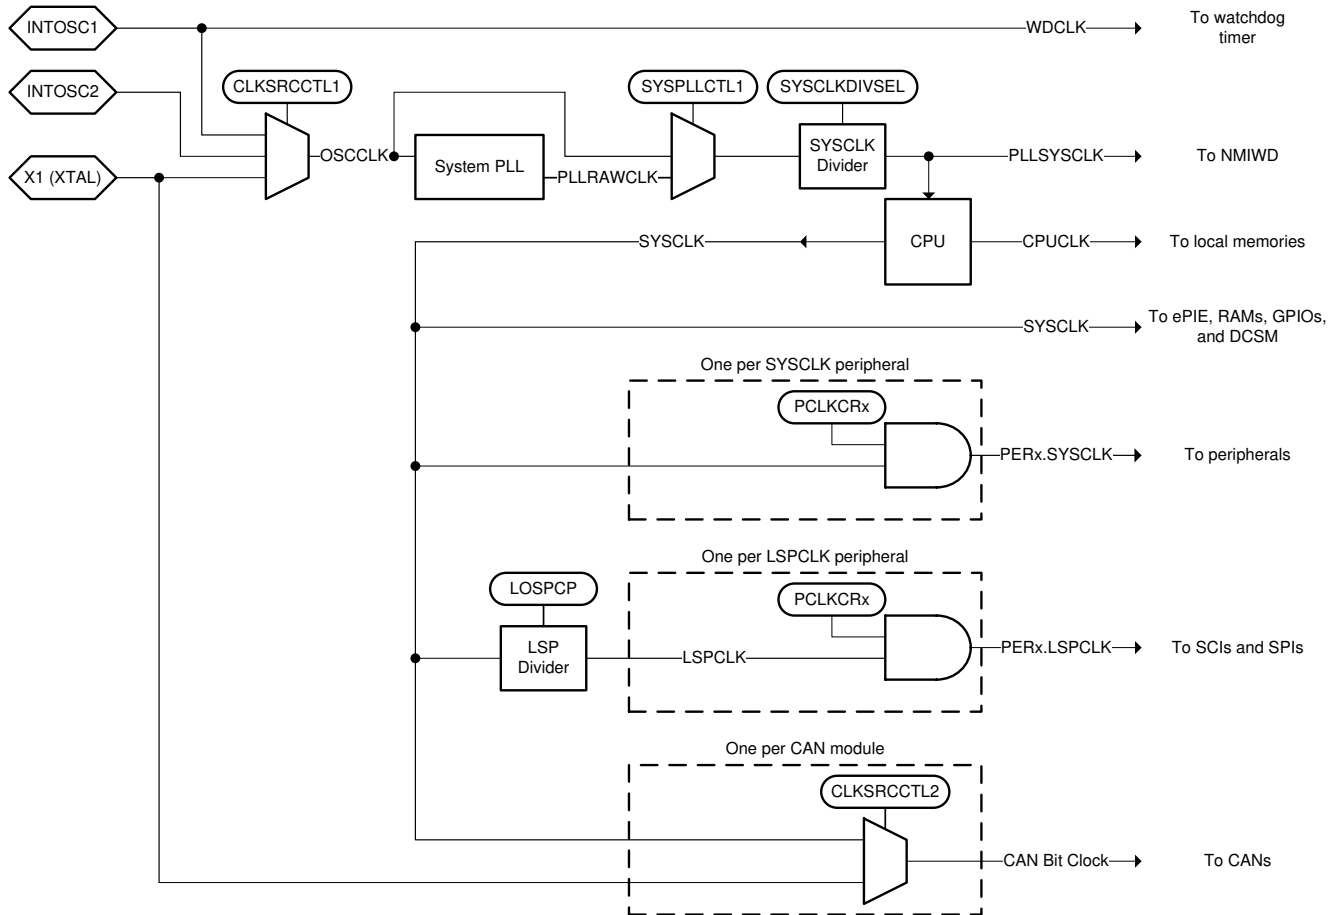 INTOSC1
WDCLK
To watchdog
timer
INTOSC2
CLKSRCCTL1
SYSPLLCTL1
SYSCLKDIVSEL
X1 (XTAL)
OSCCLK
System PLL
PLLRAWCLK
SYSCLK
Divider
PLLSYSCLK
To NMIWD
SYSCLK
CPU
CPUCLK
To local memories
SYSCLK
To ePIE, RAMs, GPIOs,
and DCSM
One per SYSCLK peripheral
PCLKCRx
PERx.SYSCLK
To peripherals
One per LSPCLK peripheral
LOSPCP
PCLKCRx
LSP
Divider
LSPCLK
PERx.LSPCLK
To SCIs and SPIs
One per CAN module
CLKSRCCTL2
CAN Bit Clock
To CANs